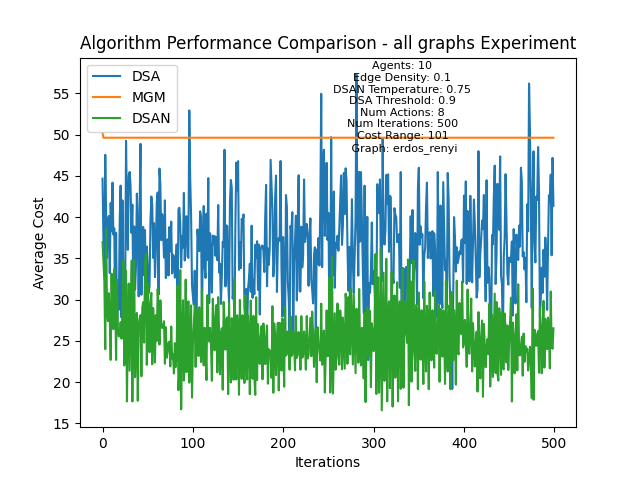 Algorithm Performance Comparison - all graphs Experiment
DSA
MGM
DSAN
Agents: 10
Edge Density: 0.1
DSAN Temperature: 0.75
DSA Threshold: 0.9
Num Actions: 8
Num Iterations: 500
Cost Range: 101
Graph: erdos_renyi
Average Cost
55
50
45
40
35
30
25
20
15
0
100
200
300
400
500
Iterations